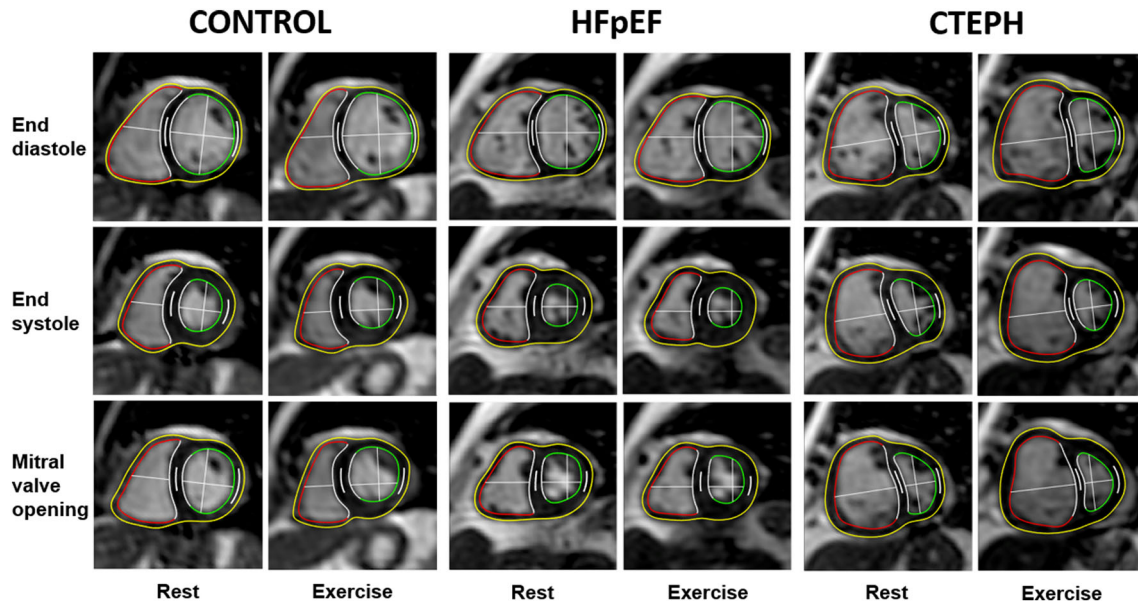 CONTROL
HFpEF
CTEPH
End
diastole
End
systole
Mitral
valve
opening
Rest
Exercise
Rest
Exercise
Rest
Exercise